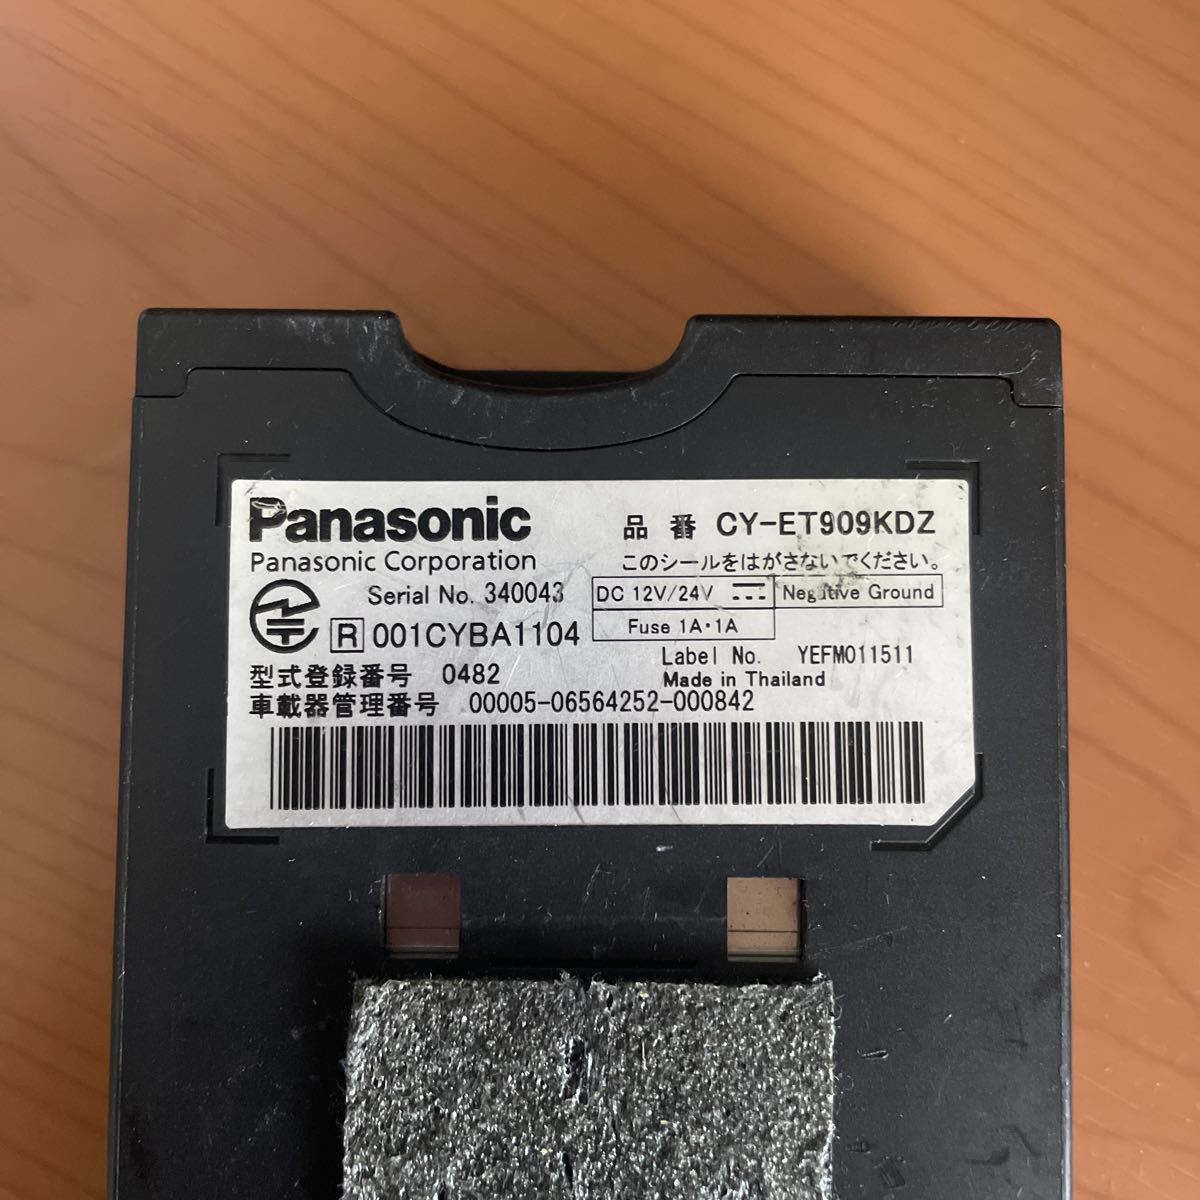 Panasonic
品 番 CY-ET909KDZ
Panasonic Corporation
このシールをはがさないでください。
Serial No. 340043
DC 12V/24V
Negative Ground
R 001CYBA1104
Fuse 1A・1A
Label No. YEFM011511
型式登録番号 0482
Made in Thailand
車載器管理番号 00005-06564252-000842